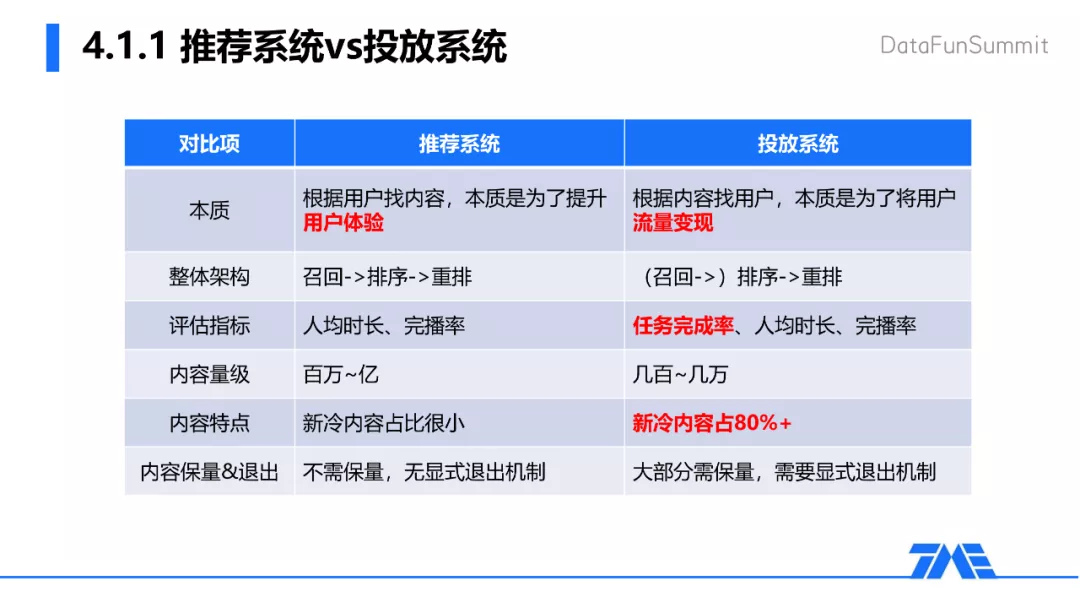 4.1.1 推荐系统vs投放系统
DataFunSummit
对比项
推荐系统
投放系统
本质
根据用户找内容，本质是为了提升
用户体验
根据内容找用户，本质是为了将用户
流量变现
整体架构
召回->排序->重排
（召回->）排序->重排
评估指标
人均时长、完播率
任务完成率、人均时长、完播率
内容量级
百万~亿
几百~几万
内容特点
新冷内容占比很小
新冷内容占80%+
内容保量&退出
不需保量，无显式退出机制
大部分需保量，需要显式退出机制
TME